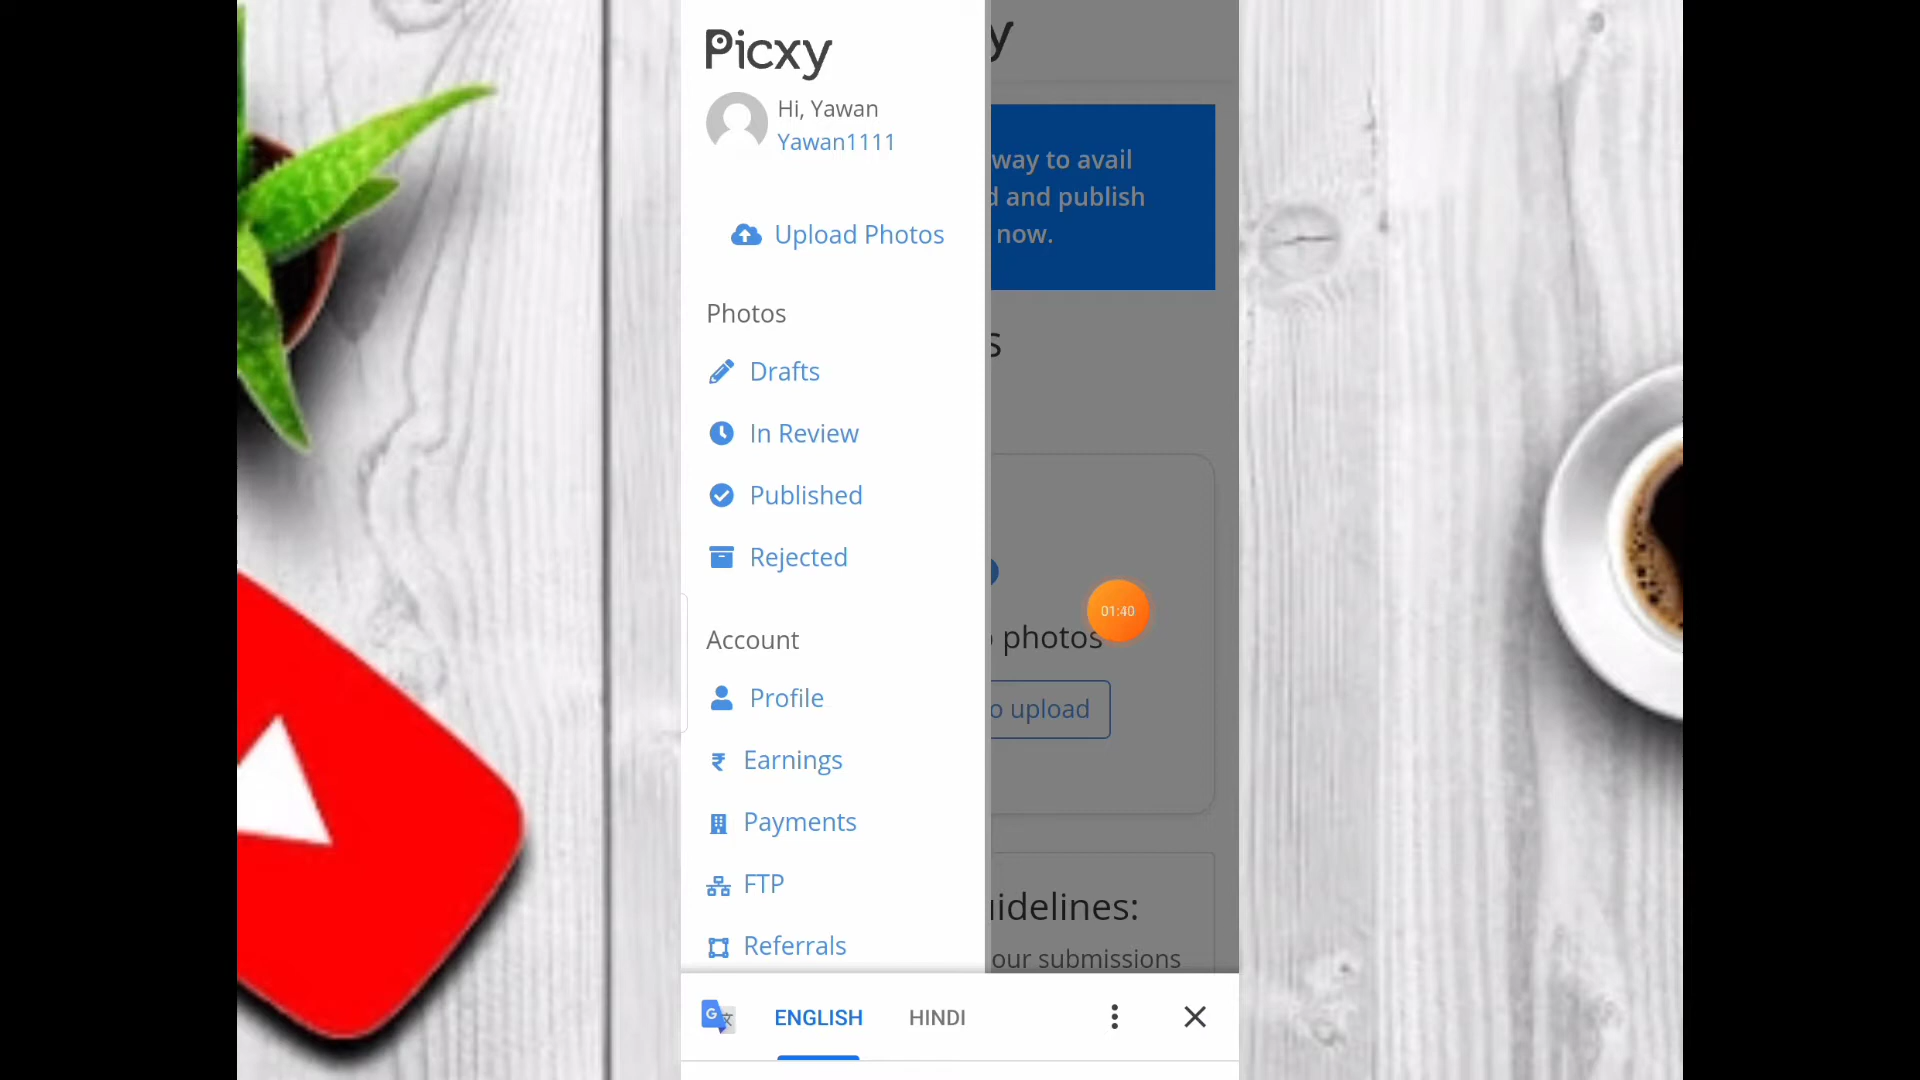 Picxy
Hi, Yawan
Yawan1111
Upload Photos
Photos
Drafts
In Review
Published
Rejected
Account
Profile
Earnings
Payments
FTP
Referrals
y
way to avail
d and publish
now.
s
photos
01:40
o upload
idelines:
our submissions
ENGLISH
HINDI